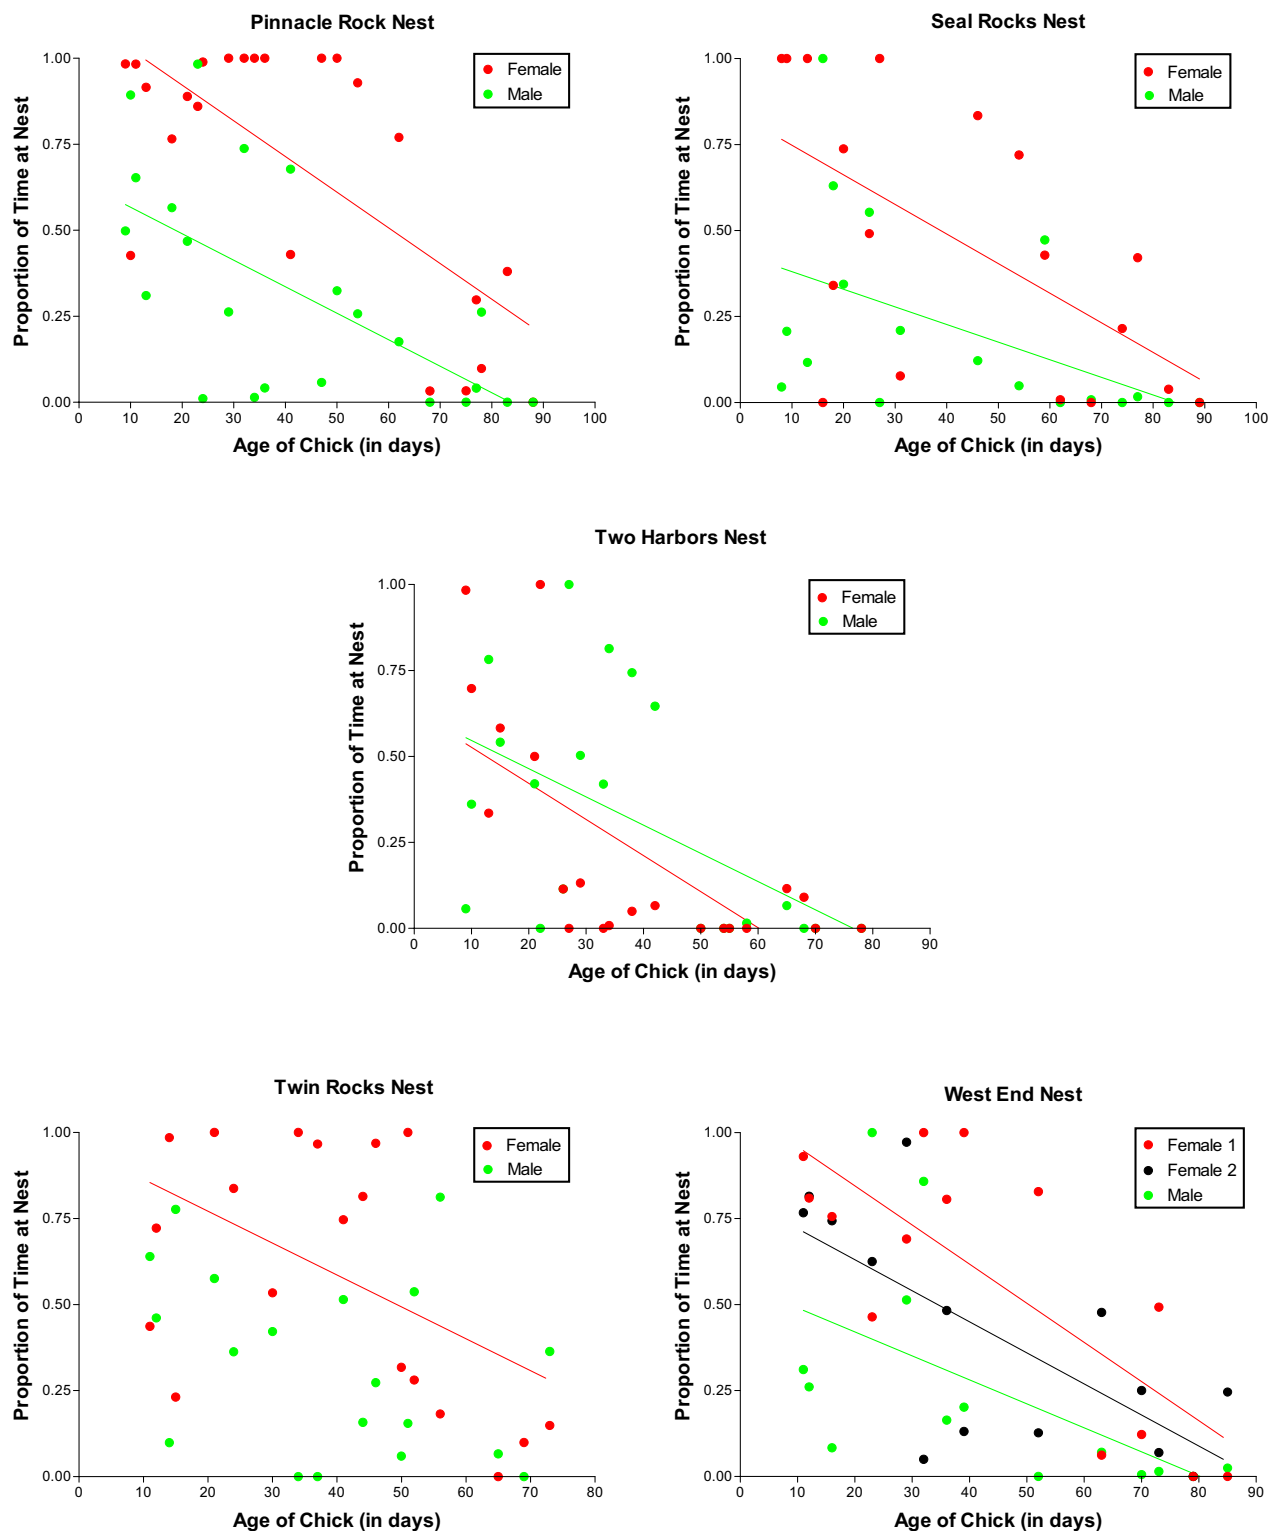 Pinnacle Rock Nest
Proportion of Time at Nest
1.00
0.75
0.50
0.25
0.00
Female
Male
0 10 20 30 40 50 60 70 80 90 100
Age of Chick (in days)
Seal Rocks Nest
Proportion of Time at Nest
1.00
0.75
0.50
0.25
0.00
Female
Male
0 10 20 30 40 50 60 70 80 90 100
Age of Chick (in days)
Two Harbors Nest
Proportion of Time at Nest
1.00
0.75
0.50
0.25
0.00
Female
Male
0 10 20 30 40 50 60 70 80 90
Age of Chick (in days)
Twin Rocks Nest
Proportion of Time at Nest
1.00
0.75
0.50
0.25
0.00
Female
Male
0 10 20 30 40 50 60 70 80
Age of Chick (in days)
West End Nest
Proportion of Time at Nest
1.00
0.75
0.50
0.25
0.00
Female 1
Female 2
Male
0 10 20 30 40 50 60 70 80 90
Age of Chick (in days)